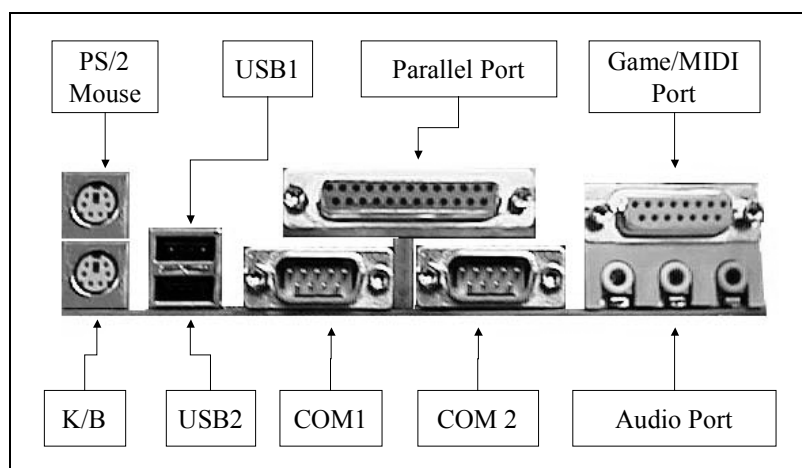 PS/2
Mouse
USB1
Parallel Port
Game/MIDI
Port
K/B
USB2
COM1
COM 2
Audio Port